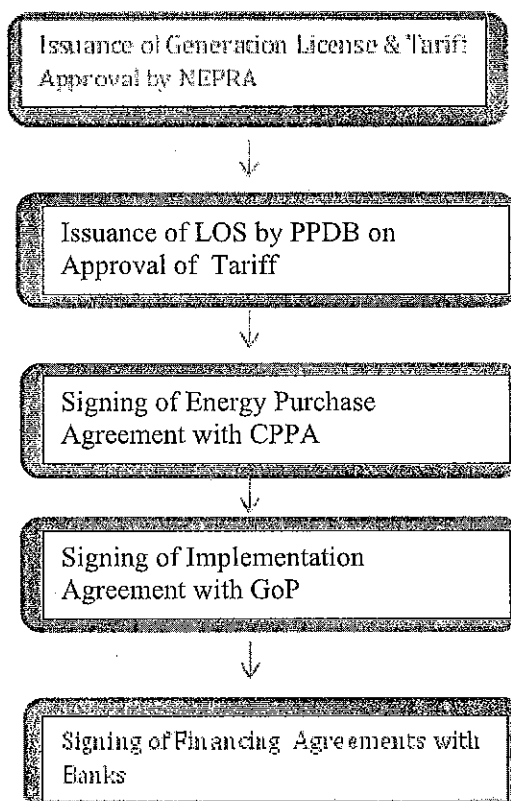 Issuance of Generation License & Tariff
Approval by NEPRA
Issuance of LOS by PPDB on
Approval of Tariff
Signing of Energy Purchase
Agreement with CPPA
Signing of Implementation
Agreement with GoP
Signing of Financing Agreements with
Banks